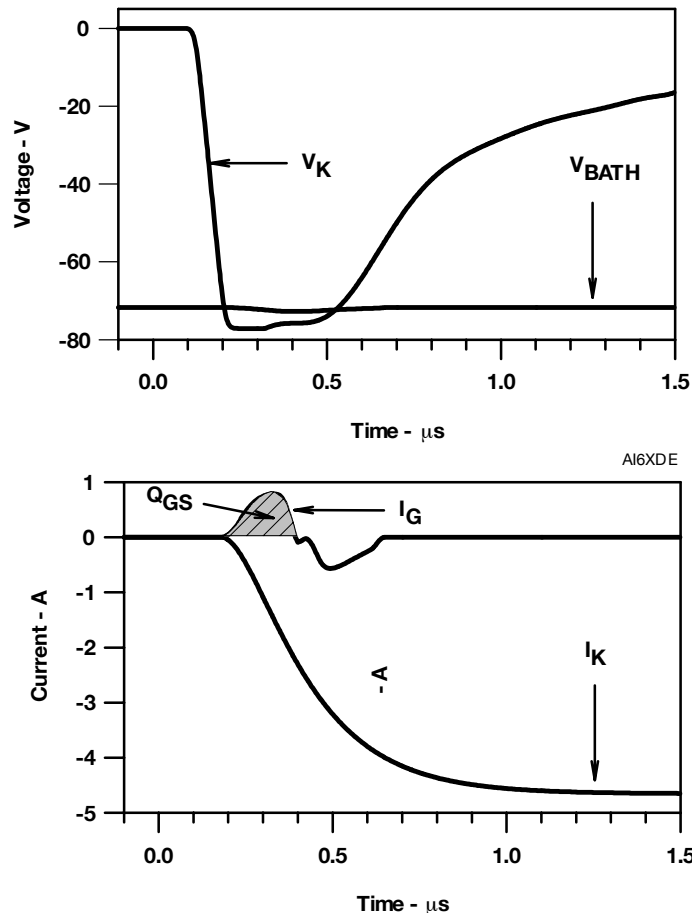 0
-20
-40
-60
-80
Voltage - V
V_K
V_BATH
0.0 0.5 1.0 1.5
Time - μs
AI6XDE
1
0
-1
-2
-3
-4
-5
Current - A
Q_GS
I_G
- A
I_K
0.0 0.5 1.0 1.5
Time - μs